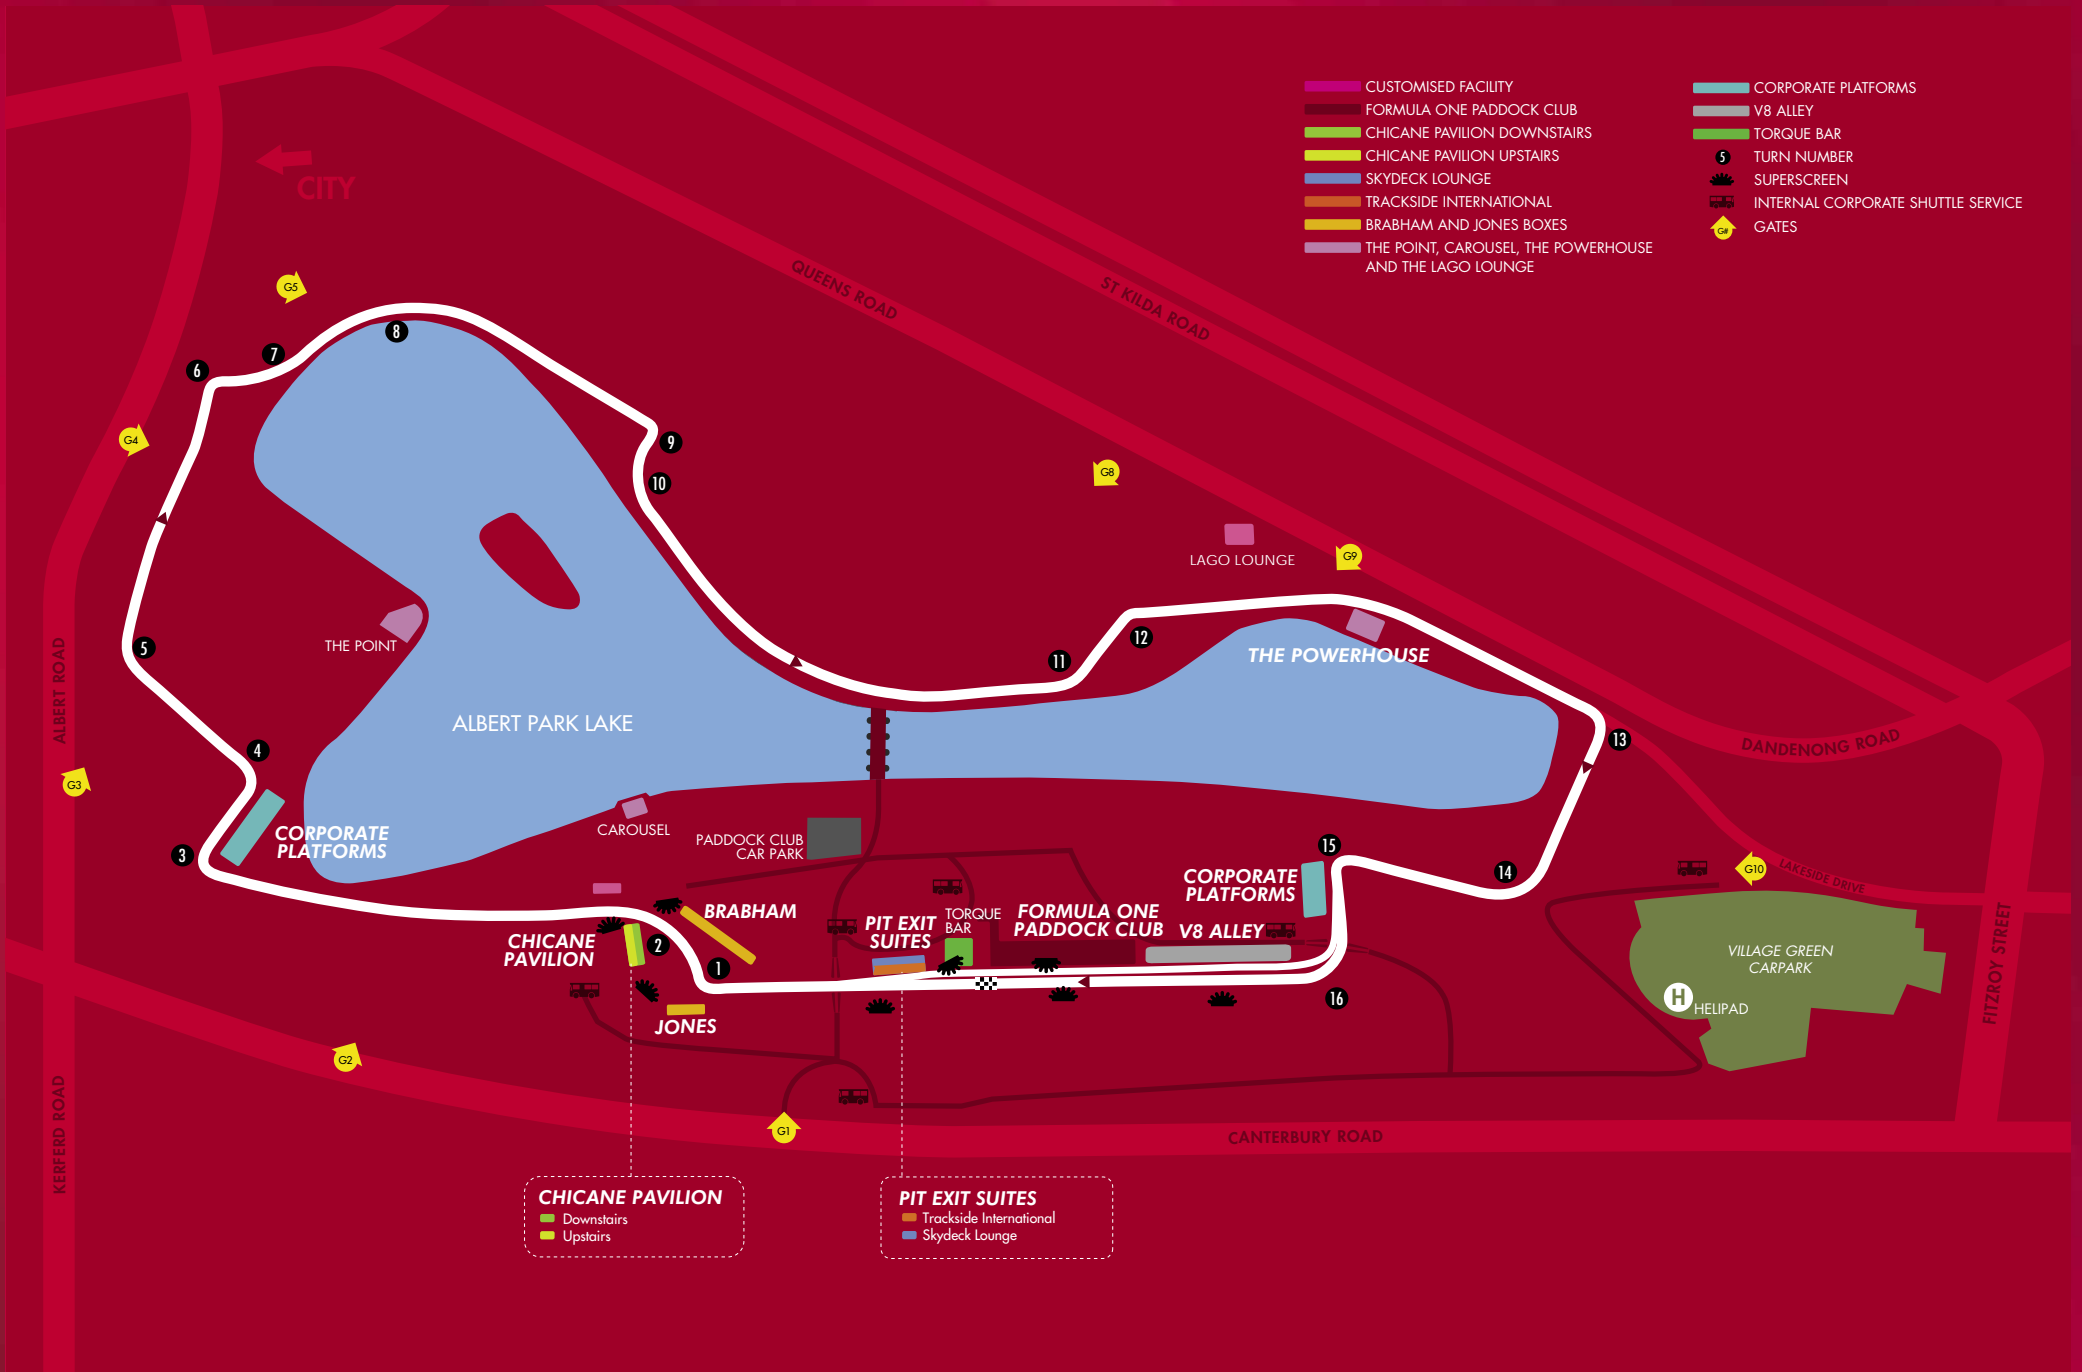 CUSTOMISED FACILITY
FORMULA ONE PADDOCK CLUB
CHICANE PAVILION DOWNSTAIRS
CHICANE PAVILION UPSTAIRS
SKYDECK LOUNGE
TRACKSIDE INTERNATIONAL
BRABHAM AND JONES BOXES
THE POINT, CAROUSEL, THE POWERHOUSE
AND THE LAGO LOUNGE
CORPORATE PLATFORMS
V8 ALLEY
TORQUE BAR
5 TURN NUMBER
SUPERSCREEN
INTERNAL CORPORATE SHUTTLE SERVICE
G# GATES
CITY
QUEENS ROAD
ST KILDA ROAD
G5
8
7
6
G4
9
10
G8
LAGO LOUNGE
G9
12
11
THE POWERHOUSE
THE POINT
5
ALBERT ROAD
ALBERT PARK LAKE
13
DANDENONG ROAD
4
G3
CORPORATE
PLATFORMS
3
CAROUSEL
PADDOCK CLUB
CAR PARK
15
14
G10
LAKESIDE DRIVE
CORPORATE
PLATFORMS
BRABHAM
PIT EXIT
SUITES
TORQUE
BAR
FORMULA ONE
PADDOCK CLUB
V8 ALLEY
CHICANE
PAVILION
2
1
16
VILLAGE GREEN
CARPARK
H
HELIPAD
FITZROY STREET
JONES
G2
G1
CANTERBURY ROAD
KERFERD ROAD
CHICANE PAVILION
Downstairs
Upstairs
PIT EXIT SUITES
Trackside International
Skydeck Lounge